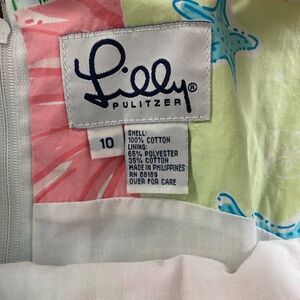 Lilly®
PULITZER
10
SHELL:
100% COTTON
LINING:
65% POLYESTER
35% COTTON
MADE IN PHILIPPINES
RN 88189
OVER FOR CARE